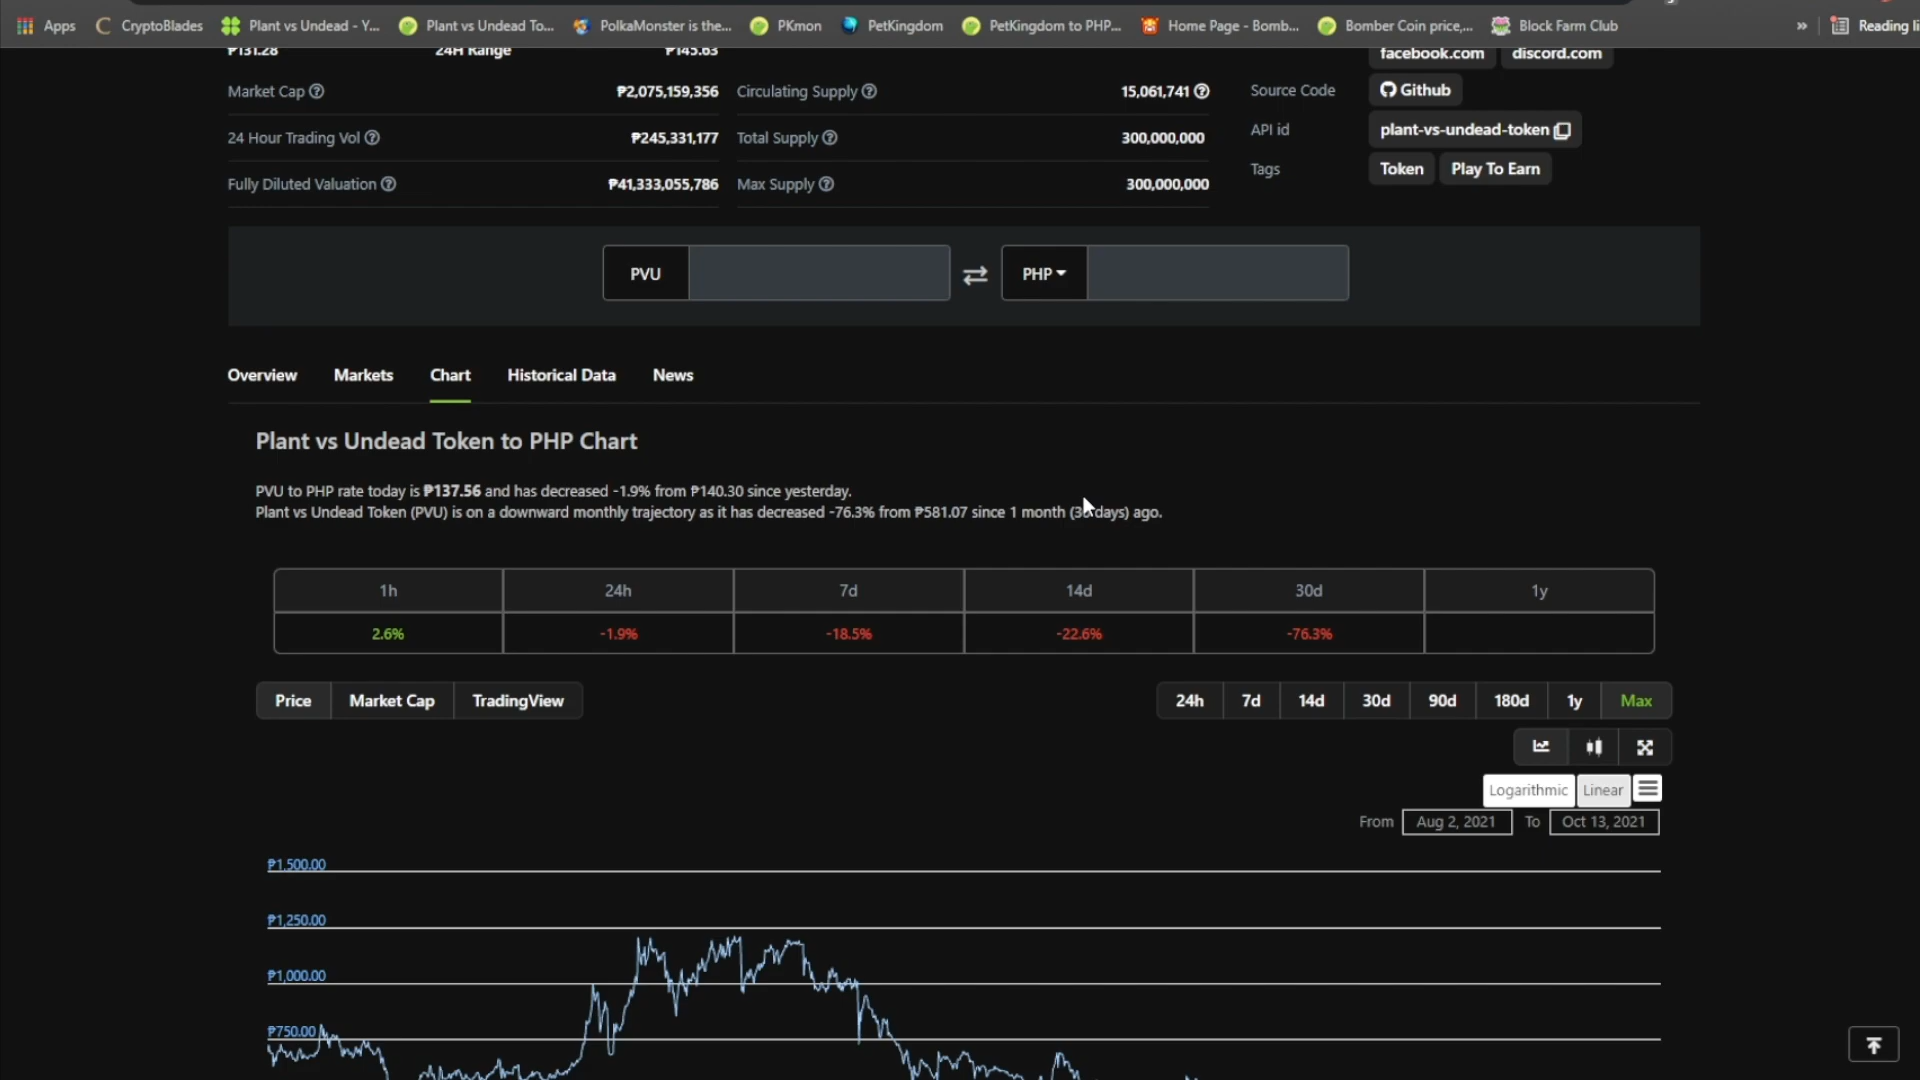 Apps CryptoBlades Plant vs Undead - Y... Plant vs Undead To... PolkaMonster is the... PKmon PetKingdom PetKingdom to PHP... Home Page - Bomb... Bomber Coin price,... Block Farm Club » Reading li
₱131.28 24H Range ₱145.63
facebook.com discord.com
Market Cap ₱2,075,159,356 Circulating Supply 15,061,741
Source Code Github
24 Hour Trading Vol ₱245,331,177 Total Supply 300,000,000
API id plant-vs-undead-token
Fully Diluted Valuation ₱41,333,055,786 Max Supply 300,000,000
Tags Token Play To Earn
PVU PHP
Overview Markets Chart Historical Data News
Plant vs Undead Token to PHP Chart
PVU to PHP rate today is ₱137.56 and has decreased -1.9% from ₱140.30 since yesterday.
Plant vs Undead Token (PVU) is on a downward monthly trajectory as it has decreased -76.3% from ₱581.07 since 1 month (30 days) ago.
1h 24h 7d 14d 30d 1y
2.6% -1.9% -18.5% -22.6% -76.3%
Price Market Cap TradingView
24h 7d 14d 30d 90d 180d 1y Max
Logarithmic Linear
From Aug 2, 2021 To Oct 13, 2021
₱1,500.00
₱1,250.00
₱1,000.00
₱750.00